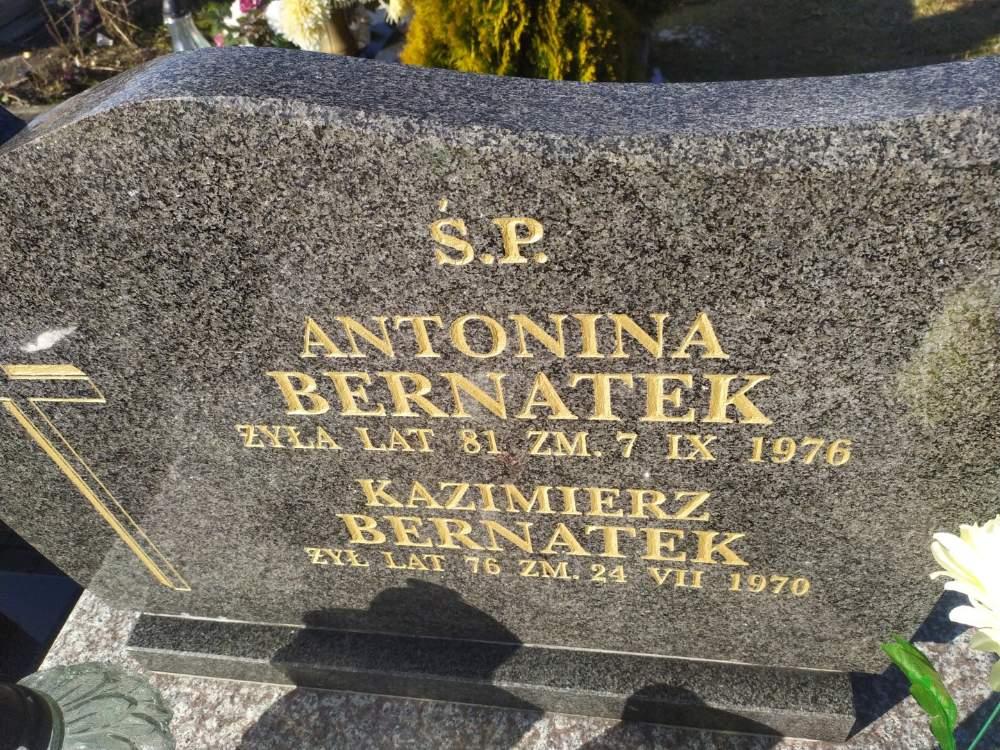 Ś.P.
ANTONINA
BERNATEK
ŻYŁA LAT 81 ZM. 7 IX 1976
KAZIMIERZ
BERNATEK
ŻYŁ LAT 76 ZM. 24 VII 1970